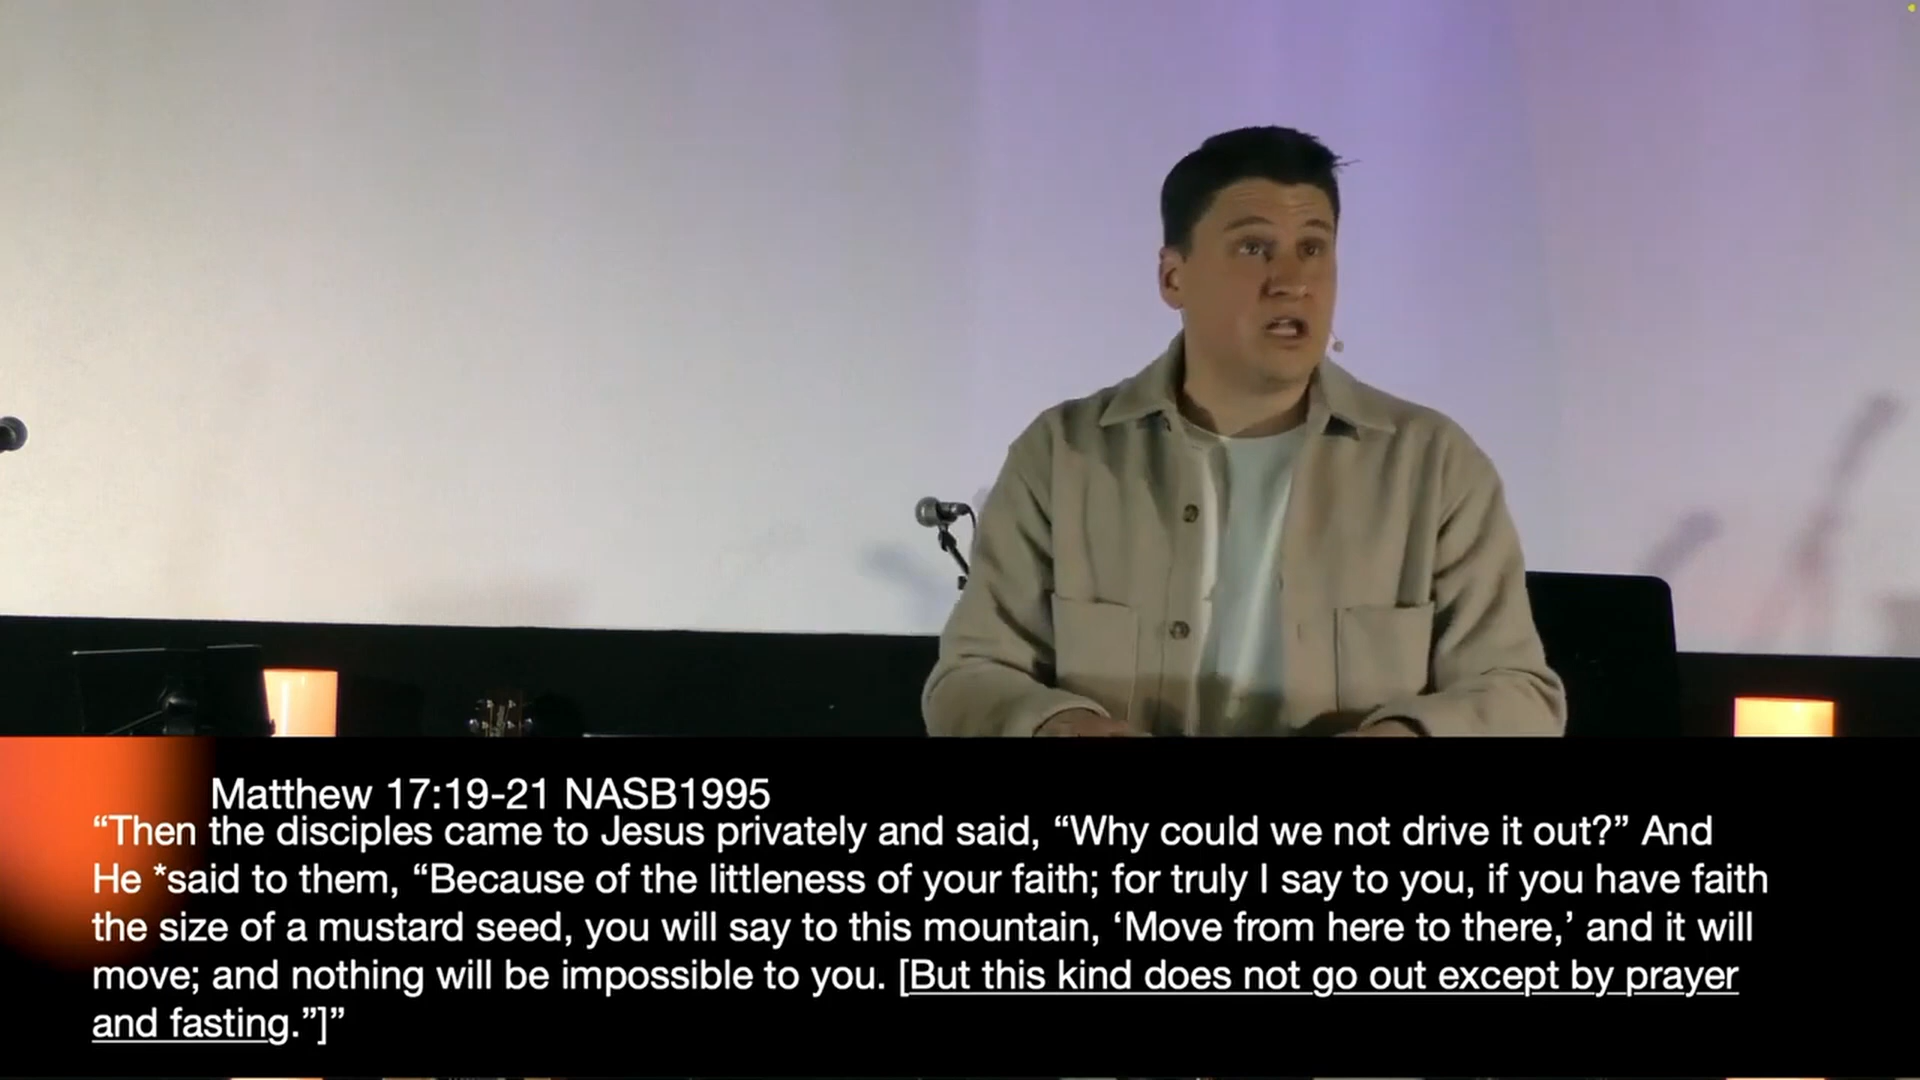 Matthew 17:19-21 NASB1995
“Then the disciples came to Jesus privately and said, “Why could we not drive it out?” And
He *said to them, “Because of the littleness of your faith; for truly I say to you, if you have faith
the size of a mustard seed, you will say to this mountain, ‘Move from here to there,’ and it will
move; and nothing will be impossible to you. [But this kind does not go out except by prayer
and fasting.”]”